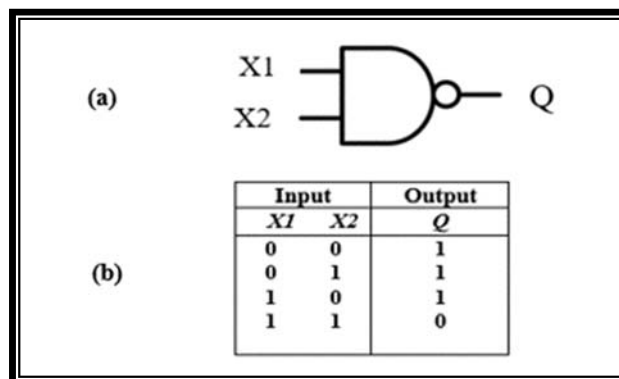 (a)
X1
X2
Q
(b)
Input Output
X1 X2 Q
0 0 1
0 1 1
1 0 1
1 1 0